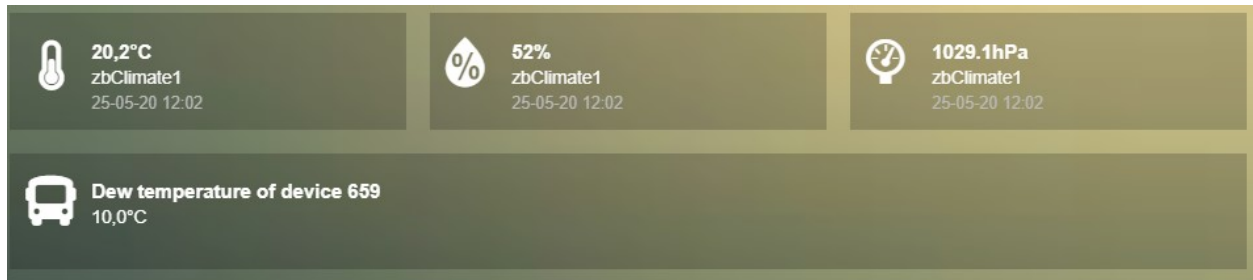 20,2°C
zbClimate1
25-05-20 12:02
%
52%
zbClimate1
25-05-20 12:02
1029.1hPa
zbClimate1
25-05-20 12:02
Dew temperature of device 659
10,0°C